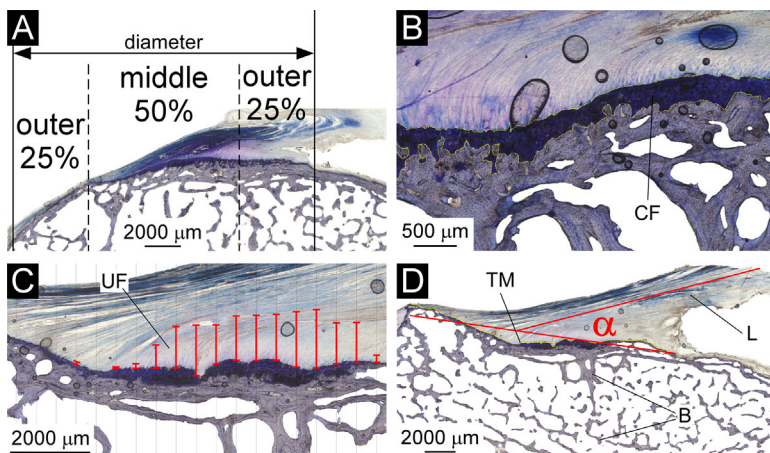 A
diameter
outer
25%
middle
50%
outer
25%
2000 μm
B
CF
500 μm
C
UF
2000 μm
D
TM
α
L
B
2000 μm